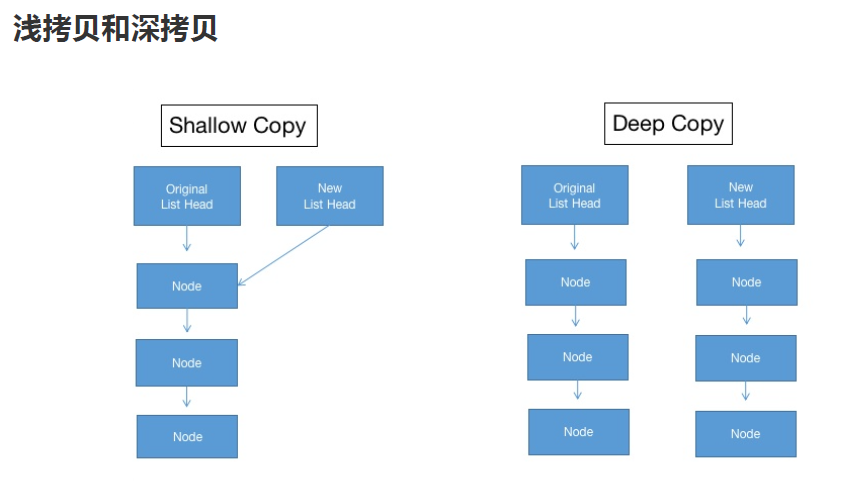 浅拷贝和深拷贝
Shallow Copy
Original
List Head
New
List Head
Node
Node
Node
Deep Copy
Original
List Head
New
List Head
Node
Node
Node
Node
Node
Node